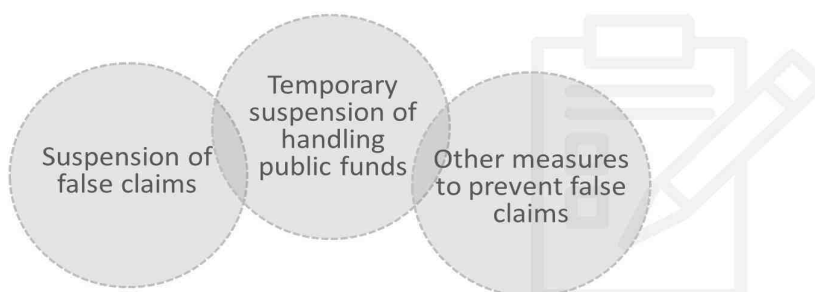 Suspension of
false claims
Temporary
suspension of
handling
public funds
Other measures
to prevent false
claims